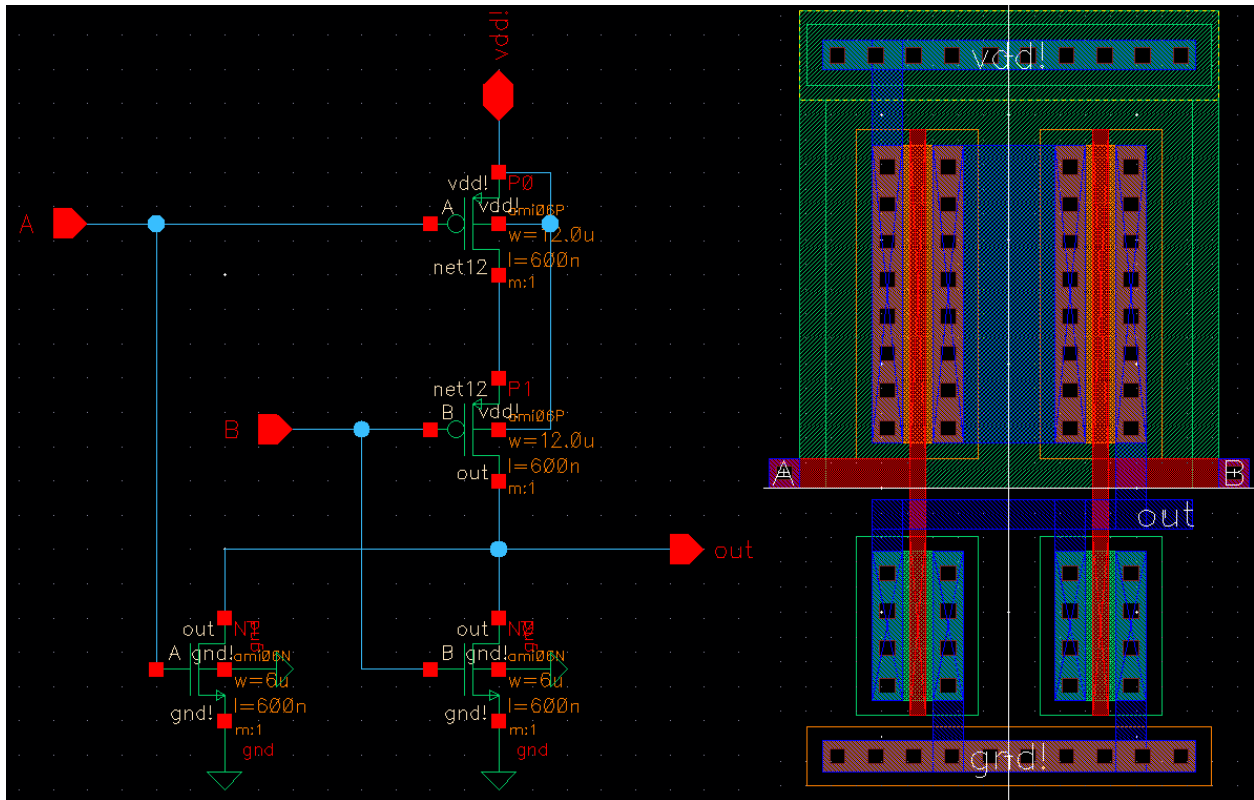 vdd!
vdd!
P0
A
vdd!
ami06P
w=12.0u
l=600n
m:1
net12
A
net12
P1
B
vdd!
ami06P
w=12.0u
l=600n
m:1
out
B
out
out
N1
A
gnd!
ami06N
w=6u
l=600n
m:1
gnd!
gnd
out
N0
B
gnd!
ami06N
w=6u
l=600n
m:1
gnd!
gnd
vdd!
A
B
out
gnd!